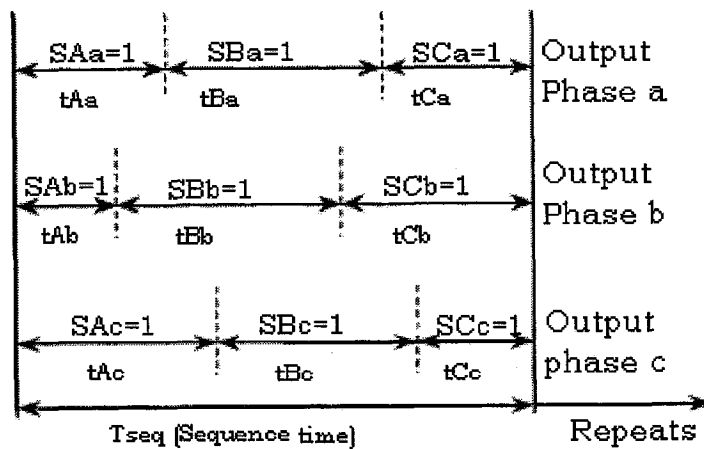 SAa=1 SBa=1 SCa=1 Output
tAa tBa tCa Phase a
SAb=1 SBb=1 SCb=1 Output
tAb tBb tCb Phase b
SAc=1 SBc=1 SCc=1 Output
tAc tBc tCc phase c
Tseq (Sequence time) Repeats